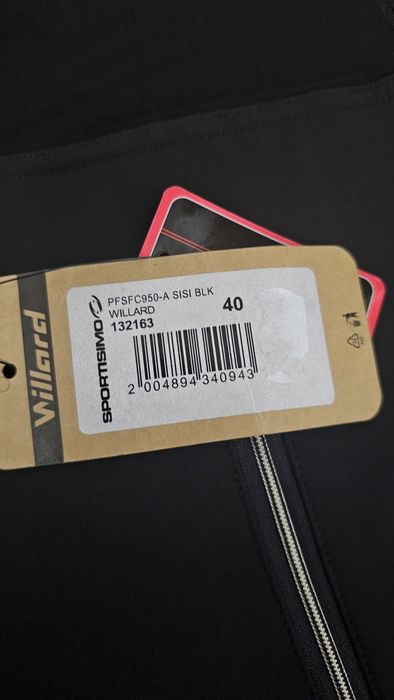 Willard
SPORTISIMO
PFSFC950-A SISI BLK
WILLARD
132163
40
2 004894 340943